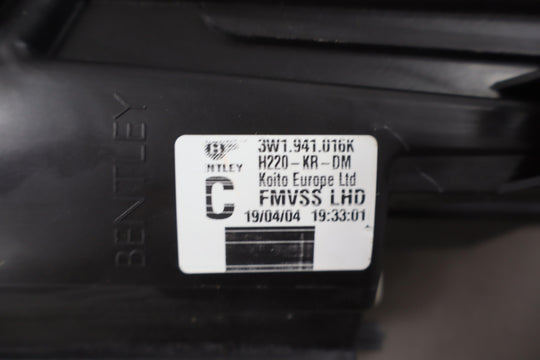 BENTLEY
3W1.941.016K
H220-KR-DM
NTLEY
Koito Europe Ltd
C
FMVSS LHD
19/04/04 19:33:01